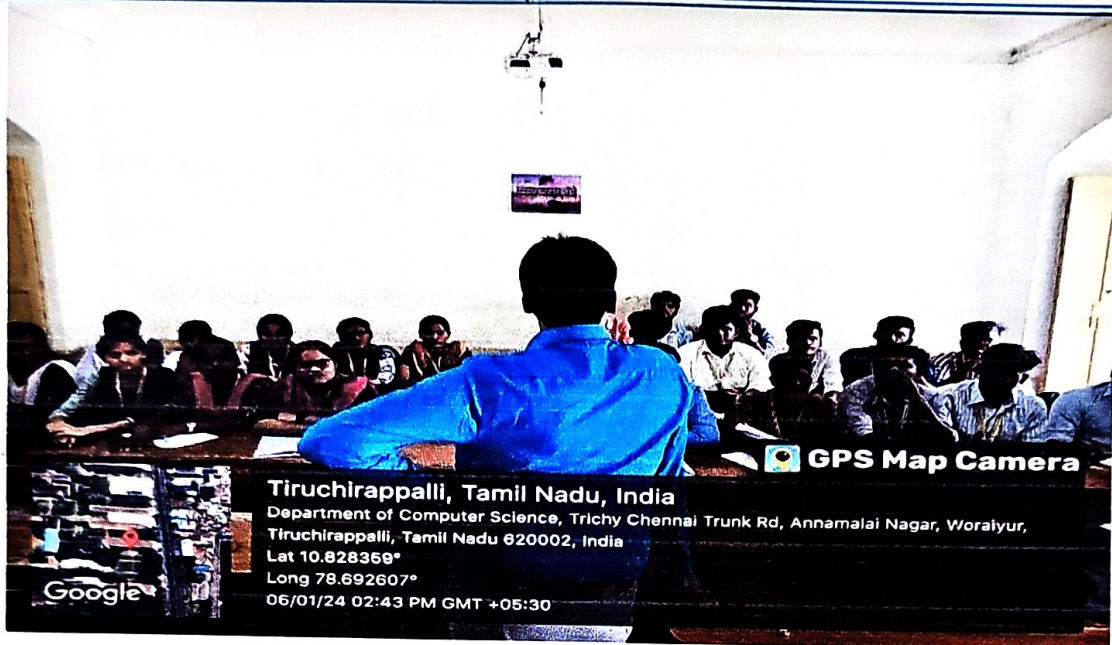 GPS Map Camera
Tiruchirappalli, Tamil Nadu, India
Department of Computer Science, Trichy Chennai Trunk Rd, Annamalai Nagar, Woraiyur,
Tiruchirappalli, Tamil Nadu 620002, India
Lat 10.828359°
Long 78.692607°
06/01/24 02:43 PM GMT +05:30
Google